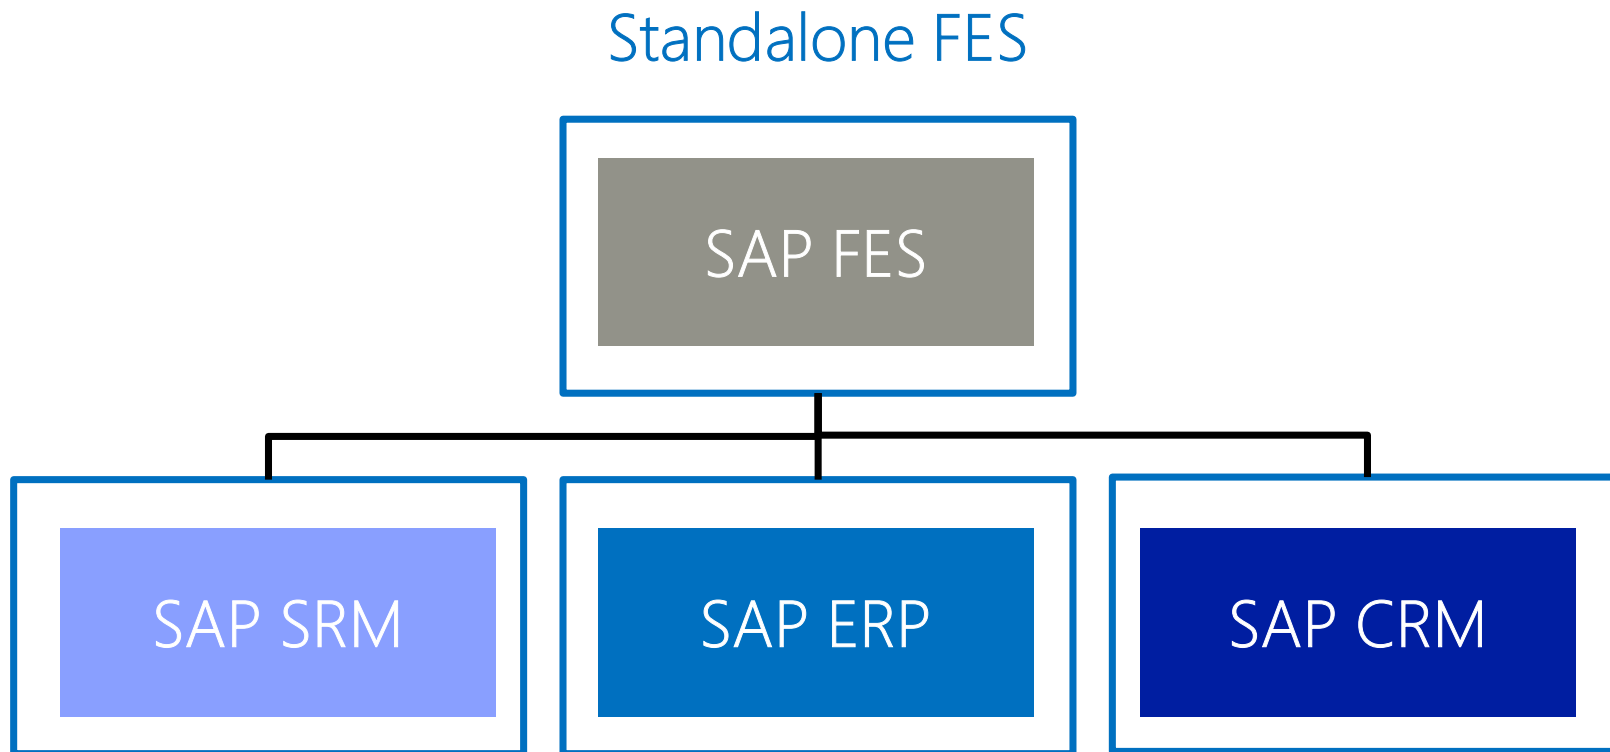 Standalone FES
SAP FES
SAP SRM
SAP ERP
SAP CRM